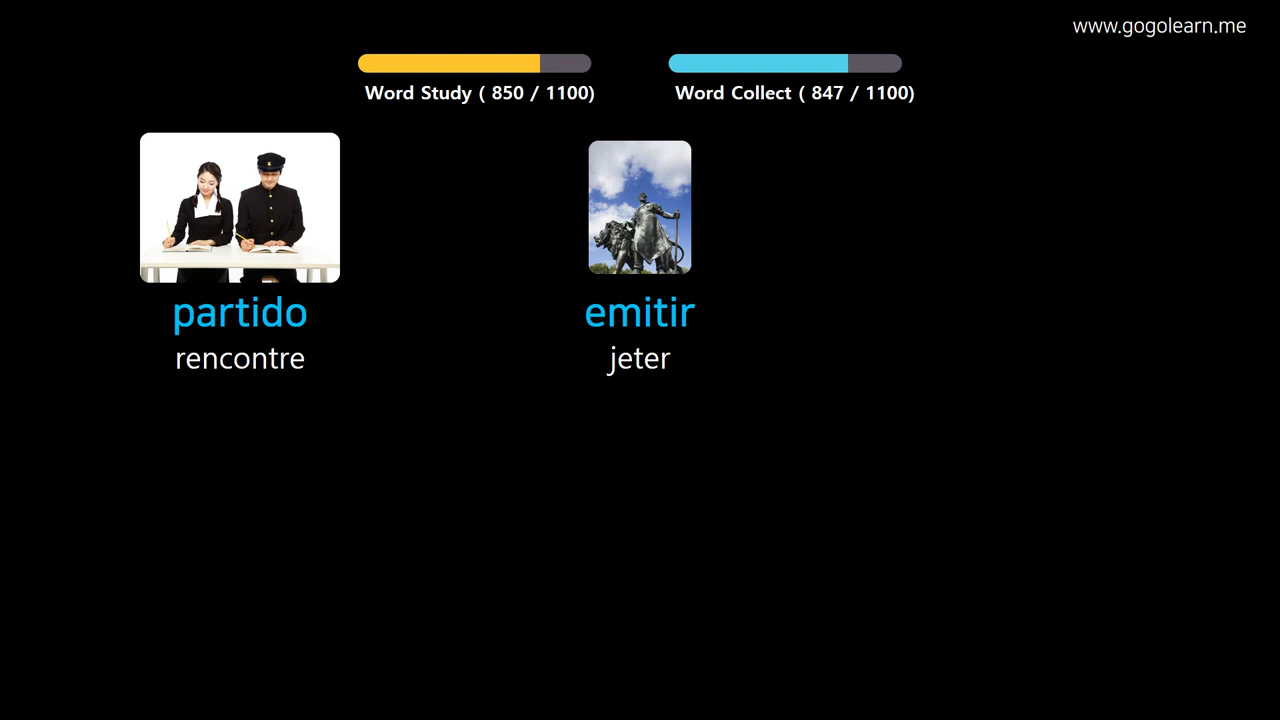 www.gogolearn.me
Word Study ( 850 / 1100)
Word Collect ( 847 / 1100)
partido
rencontre
emitir
jeter